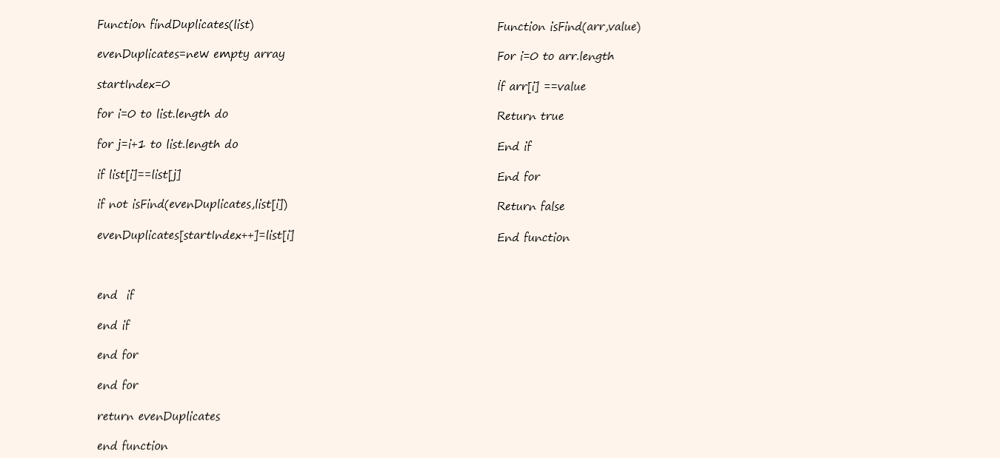 Function findDuplicates(list)
evenDuplicates=new empty array
startIndex=0
for i=0 to list.length do
for j=i+1 to list.length do
if list[i]==list[j]
if not isFind(evenDuplicates,list[i])
evenDuplicates[startIndex++]=list[i]
end  if
end if
end for
end for
return evenDuplicates
end function
Function isFind(arr,value)
For i=0 to arr.length
İf arr[i] ==value
Return true
End if
End for
Return false
End function